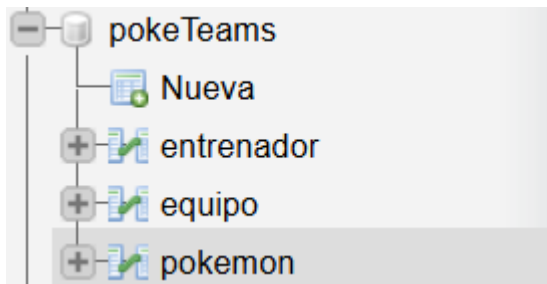 pokeTeams
Nueva
entrenador
equipo
pokemon